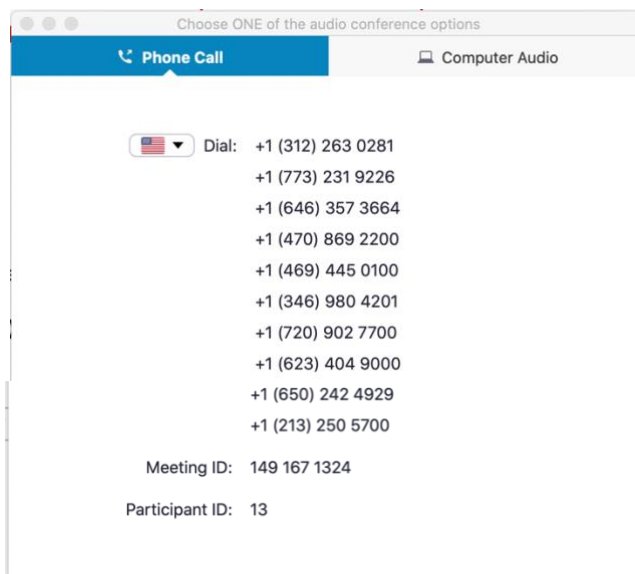 Choose ONE of the audio conference options
Phone Call Computer Audio
Dial: +1 (312) 263 0281
+1 (773) 231 9226
+1 (646) 357 3664
+1 (470) 869 2200
+1 (469) 445 0100
+1 (346) 980 4201
+1 (720) 902 7700
+1 (623) 404 9000
+1 (650) 242 4929
+1 (213) 250 5700
Meeting ID: 149 167 1324
Participant ID: 13